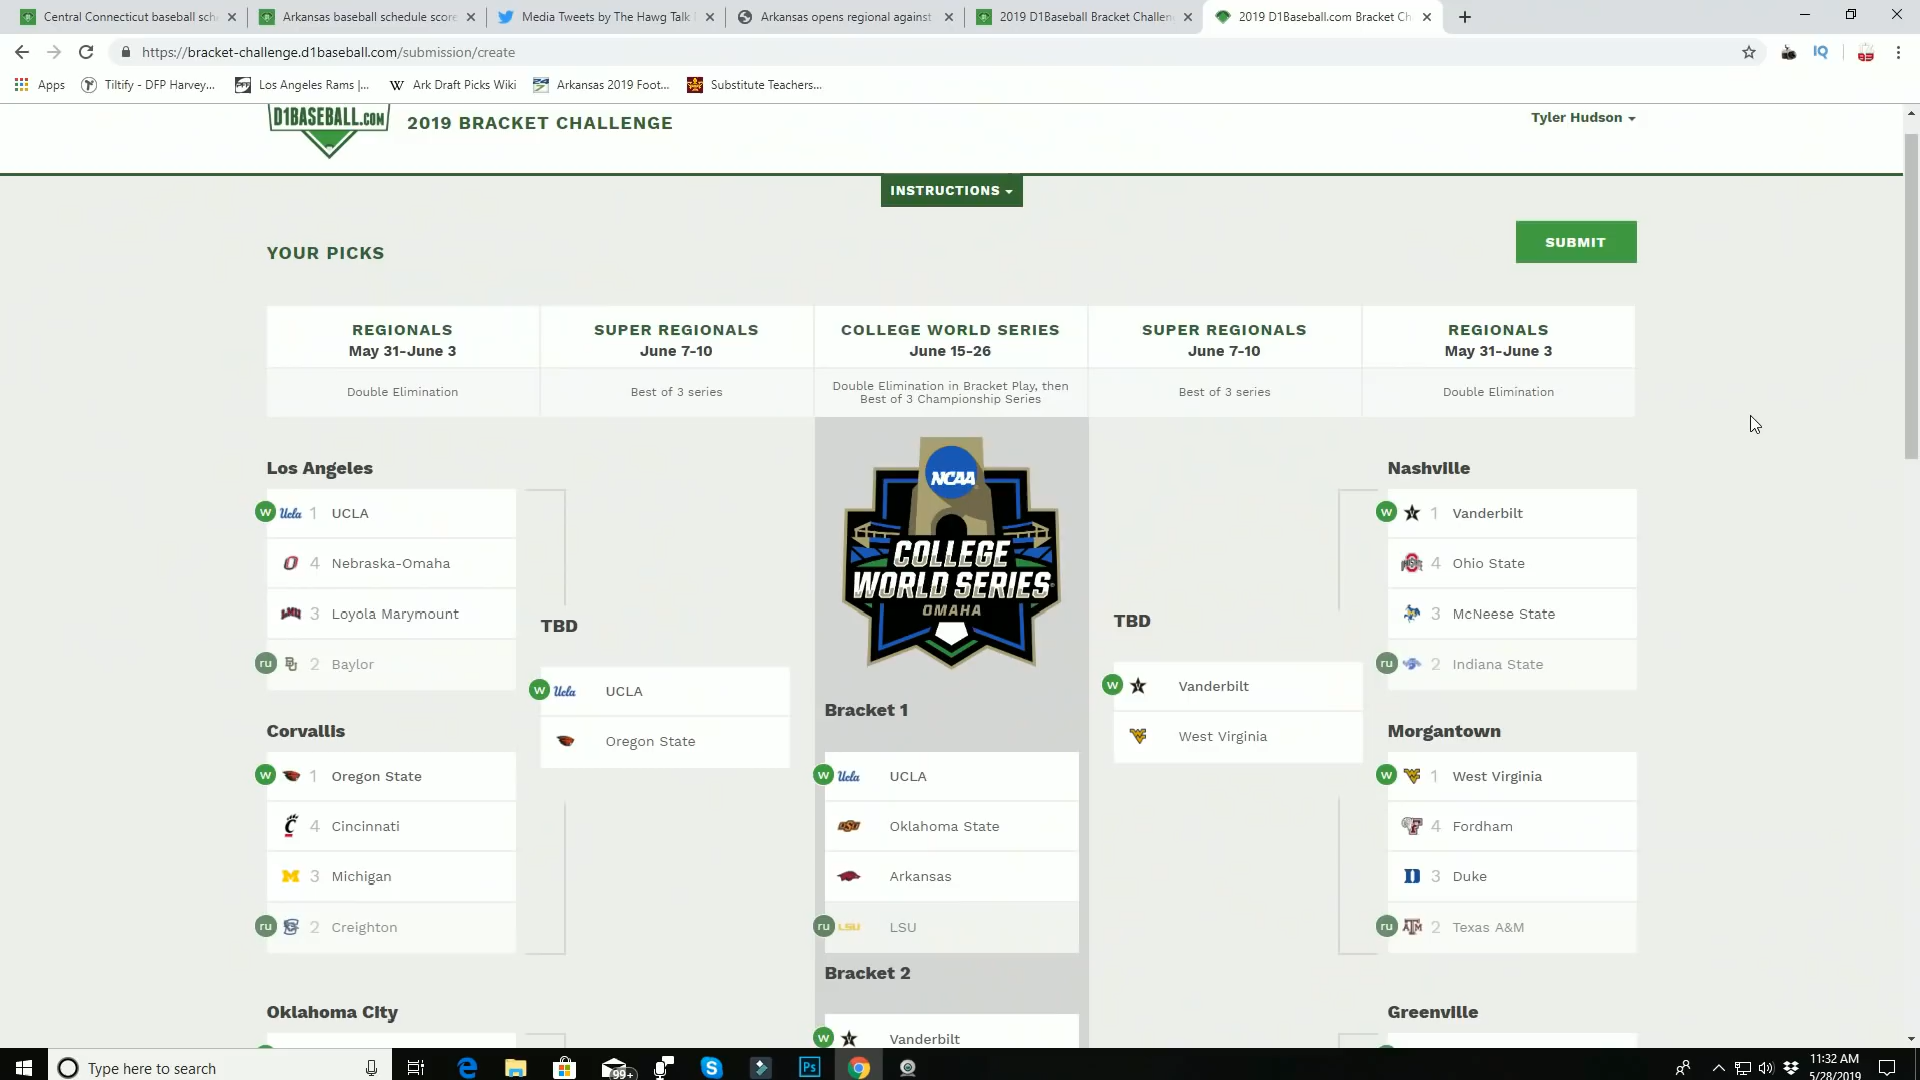 Central Connecticut baseball sch
Arkansas baseball schedule score
Media Tweets by The Hawg Talk
Arkansas opens regional against
2019 D1Baseball Bracket Challen
2019 D1Baseball.com Bracket Ch
https://bracket-challenge.d1baseball.com/submission/create
IQ
Apps
Tiltify - DFP Harvey...
Los Angeles Rams |...
W Ark Draft Picks Wiki
Arkansas 2019 Foot...
Substitute Teachers...
D1BASEBALL.COM
2019 BRACKET CHALLENGE
Tyler Hudson
INSTRUCTIONS
YOUR PICKS
SUBMIT
REGIONALS
May 31-June 3
Double Elimination
SUPER REGIONALS
June 7-10
Best of 3 series
COLLEGE WORLD SERIES
June 15-26
Double Elimination in Bracket Play, then
Best of 3 Championship Series
SUPER REGIONALS
June 7-10
Best of 3 series
REGIONALS
May 31-June 3
Double Elimination
Los Angeles
w Ucla 1 UCLA
4 Nebraska-Omaha
LMU 3 Loyola Marymount
ru 2 Baylor
Corvallis
w 1 Oregon State
4 Cincinnati
3 Michigan
ru 2 Creighton
Oklahoma City
TBD
w Ucla UCLA
Oregon State
NCAA
COLLEGE
WORLD SERIES
OMAHA
Bracket 1
w Ucla UCLA
OSU Oklahoma State
Arkansas
ru LSU LSU
Bracket 2
w Vanderbilt
TBD
w Vanderbilt
West Virginia
Nashville
w 1 Vanderbilt
4 Ohio State
3 McNeese State
ru 2 Indiana State
Morgantown
w 1 West Virginia
4 Fordham
3 Duke
ru 2 Texas A&M
Greenville
Type here to search
99+
Ps
11:32 AM
5/28/2019